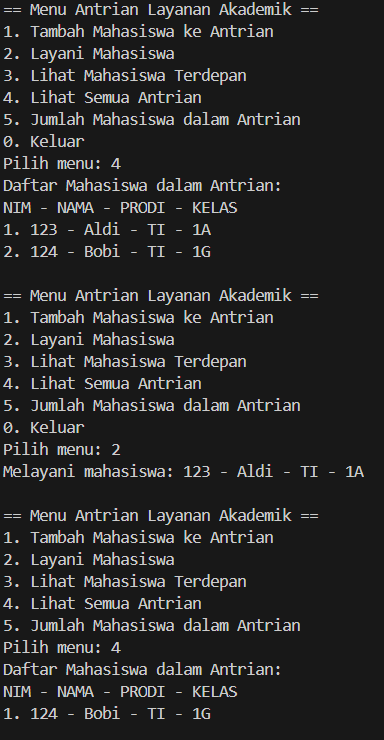 == Menu Antrian Layanan Akademik ==
1. Tambah Mahasiswa ke Antrian
2. Layani Mahasiswa
3. Lihat Mahasiswa Terdepan
4. Lihat Semua Antrian
5. Jumlah Mahasiswa dalam Antrian
0. Keluar
Pilih menu: 4
Daftar Mahasiswa dalam Antrian:
NIM - NAMA - PRODI - KELAS
1. 123 - Aldi - TI - 1A
2. 124 - Bobi - TI - 1G

== Menu Antrian Layanan Akademik ==
1. Tambah Mahasiswa ke Antrian
2. Layani Mahasiswa
3. Lihat Mahasiswa Terdepan
4. Lihat Semua Antrian
5. Jumlah Mahasiswa dalam Antrian
0. Keluar
Pilih menu: 2
Melayani mahasiswa: 123 - Aldi - TI - 1A

== Menu Antrian Layanan Akademik ==
1. Tambah Mahasiswa ke Antrian
2. Layani Mahasiswa
3. Lihat Mahasiswa Terdepan
4. Lihat Semua Antrian
5. Jumlah Mahasiswa dalam Antrian
Pilih menu: 4
Daftar Mahasiswa dalam Antrian:
NIM - NAMA - PRODI - KELAS
1. 124 - Bobi - TI - 1G